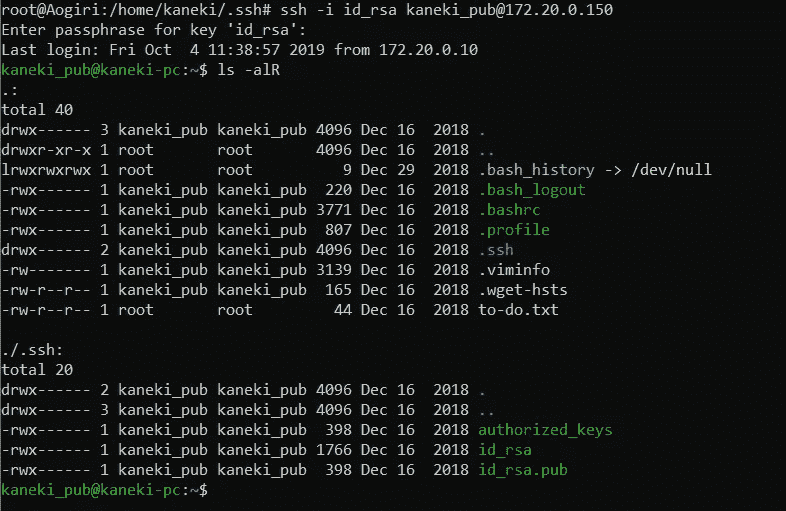 root@Aogiri:/home/kaneki/.ssh# ssh -i id_rsa kaneki_pub@172.20.0.150
Enter passphrase for key 'id_rsa':
Last login: Fri Oct  4 11:38:57 2019 from 172.20.0.10
kaneki_pub@kaneki-pc:~$ ls -alR
.:
total 40
drwx------ 3 kaneki_pub kaneki_pub 4096 Dec 16  2018 .
drwxr-xr-x 1 root       root       4096 Dec 16  2018 ..
lrwxrwxrwx 1 root       root          9 Dec 29  2018 .bash_history -> /dev/null
-rwx------ 1 kaneki_pub kaneki_pub  220 Dec 16  2018 .bash_logout
-rwx------ 1 kaneki_pub kaneki_pub 3771 Dec 16  2018 .bashrc
-rwx------ 1 kaneki_pub kaneki_pub  807 Dec 16  2018 .profile
drwx------ 2 kaneki_pub kaneki_pub 4096 Dec 16  2018 .ssh
-rw------- 1 kaneki_pub kaneki_pub 3139 Dec 16  2018 .viminfo
-rw-r--r-- 1 kaneki_pub kaneki_pub  165 Dec 16  2018 .wget-hsts
-rw-r--r-- 1 root       root         44 Dec 16  2018 to-do.txt

./.ssh:
total 20
drwx------ 2 kaneki_pub kaneki_pub 4096 Dec 16  2018 .
drwx------ 3 kaneki_pub kaneki_pub 4096 Dec 16  2018 ..
-rwx------ 1 kaneki_pub kaneki_pub  398 Dec 16  2018 authorized_keys
-rwx------ 1 kaneki_pub kaneki_pub 1766 Dec 16  2018 id_rsa
-rwx------ 1 kaneki_pub kaneki_pub  398 Dec 16  2018 id_rsa.pub
kaneki_pub@kaneki-pc:~$